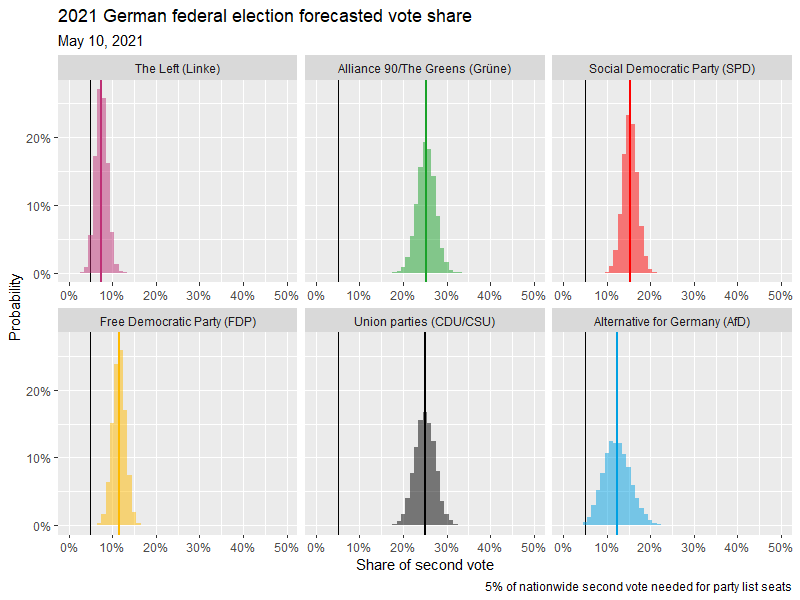 2021 German federal election forecasted vote share
May 10, 2021
The Left (Linke)
Alliance 90/The Greens (Grüne)
Social Democratic Party (SPD)
20%
10%
0%
0% 10% 20% 30% 40% 50%
0% 10% 20% 30% 40% 50%
0% 10% 20% 30% 40% 50%
Probability
Free Democratic Party (FDP)
Union parties (CDU/CSU)
Alternative for Germany (AfD)
20%
10%
0%
0% 10% 20% 30% 40% 50%
0% 10% 20% 30% 40% 50%
0% 10% 20% 30% 40% 50%
Share of second vote
5% of nationwide second vote needed for party list seats